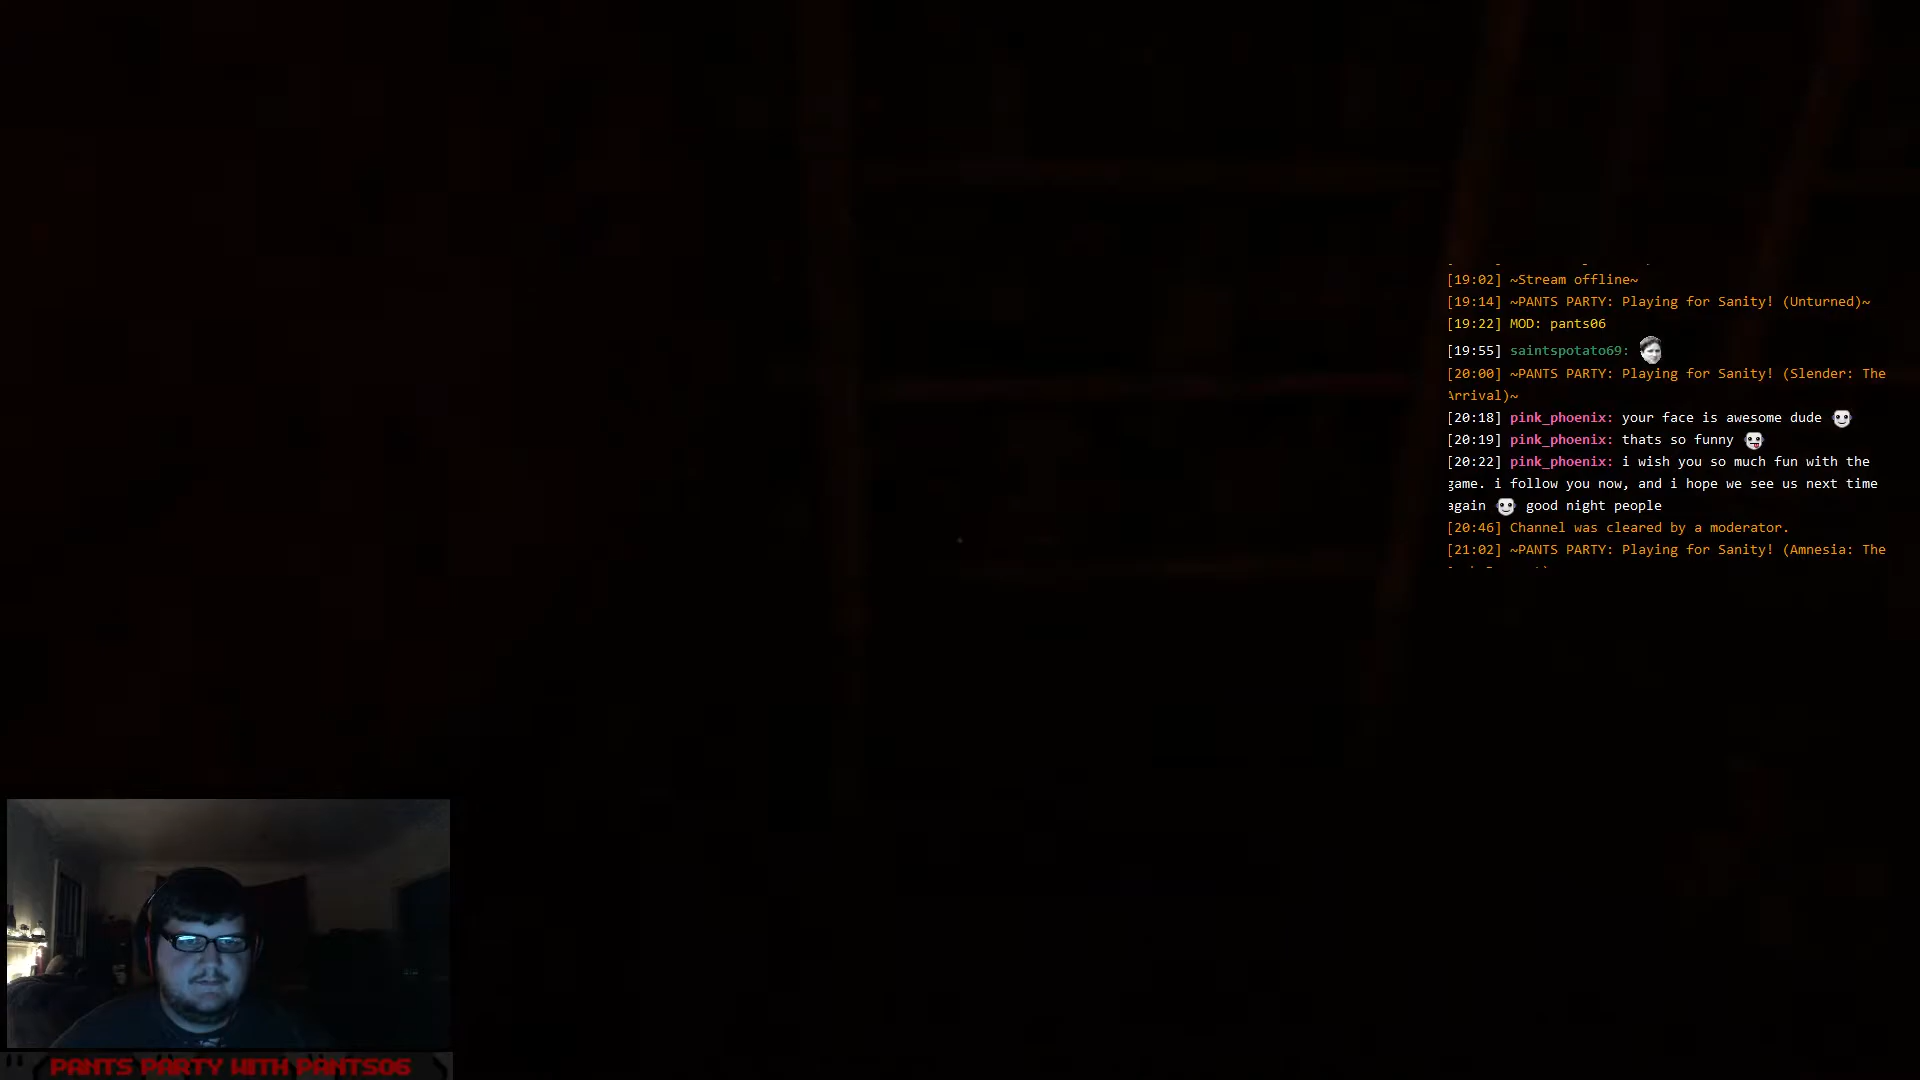 [19:02] ~Stream offline~
[19:14] ~PANTS PARTY: Playing for Sanity! (Unturned)~
[19:22] MOD: pants06
[19:55] saintspotato69:
[20:00] ~PANTS PARTY: Playing for Sanity! (Slender: The
Arrival)~
[20:18] pink_phoenix: your face is awesome dude
[20:19] pink_phoenix: thats so funny
[20:22] pink_phoenix: i wish you so much fun with the
game. i follow you now, and i hope we see us next time
again good night people
[20:46] Channel was cleared by a moderator.
[21:02] ~PANTS PARTY: Playing for Sanity! (Amnesia: The
PANTS PARTY WITH PANTS06